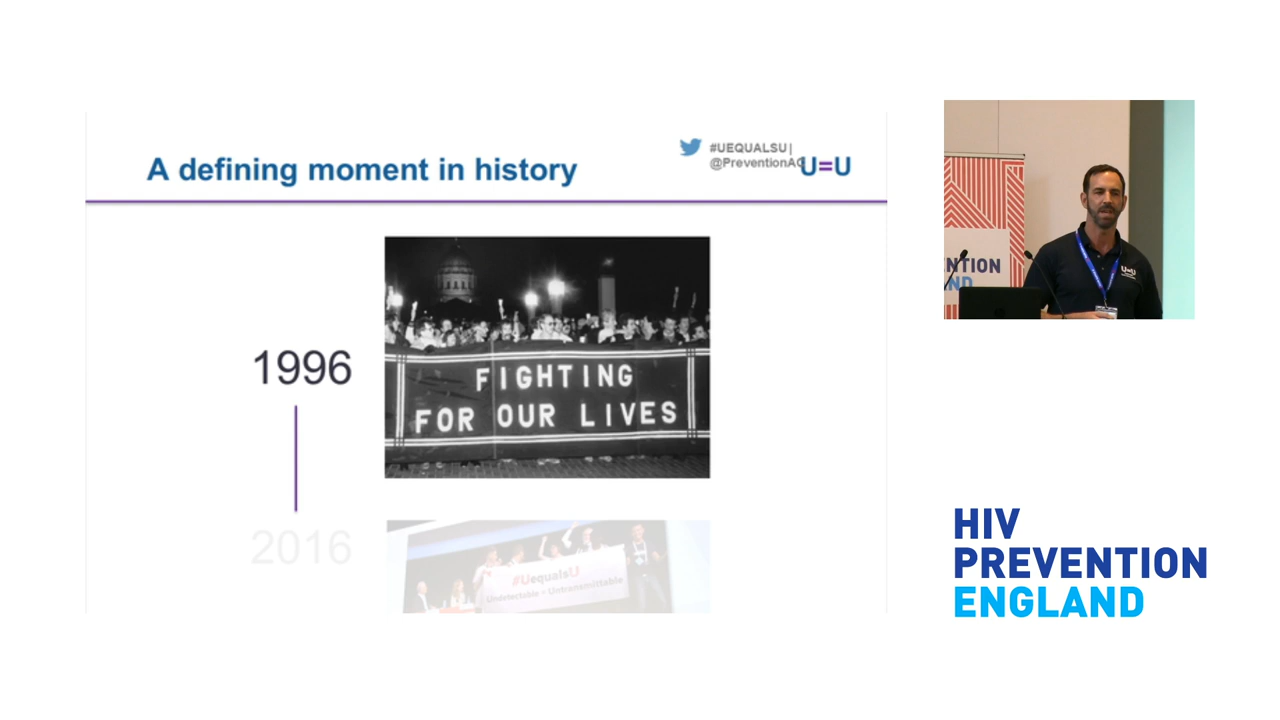 A defining moment in history
#UEQUALSU |
@PreventionAC
U=U
1996
FIGHTING
FOR OUR LIVES
2016
#UequalsU
Undetectable = Untransmittable
NTION
ND
U=U
HIV
PREVENTION
ENGLAND